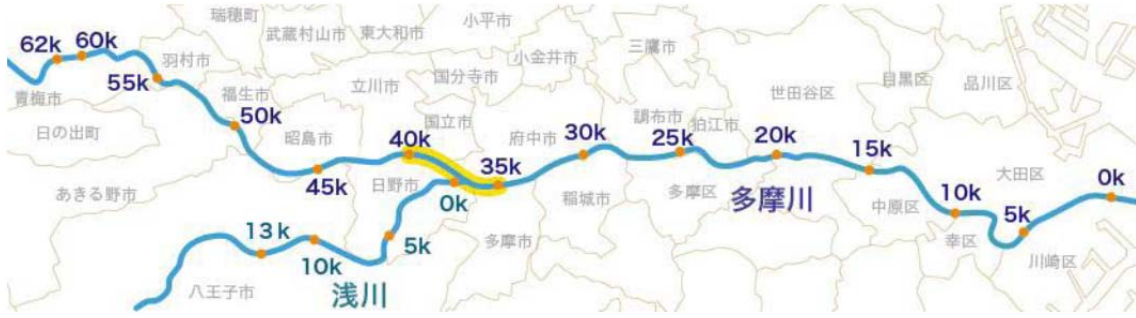 瑞穂町
武蔵村山市
東大和市
小平市
62k
60k
羽村市
小金井市
三鷹市
55k
立川市
国分寺市
目黒区
品川区
青梅市
福生市
世田谷区
日の出町
50k
昭島市
国立市
府中市
調布市
狛江市
40k
30k
25k
20k
15k
35k
45k
日野市
0k
あきる野市
稲城市
多摩区
多摩川
中原区
10k
大田区
0k
5k
13k
5k
多摩市
幸区
10k
川崎区
八王子市
浅川